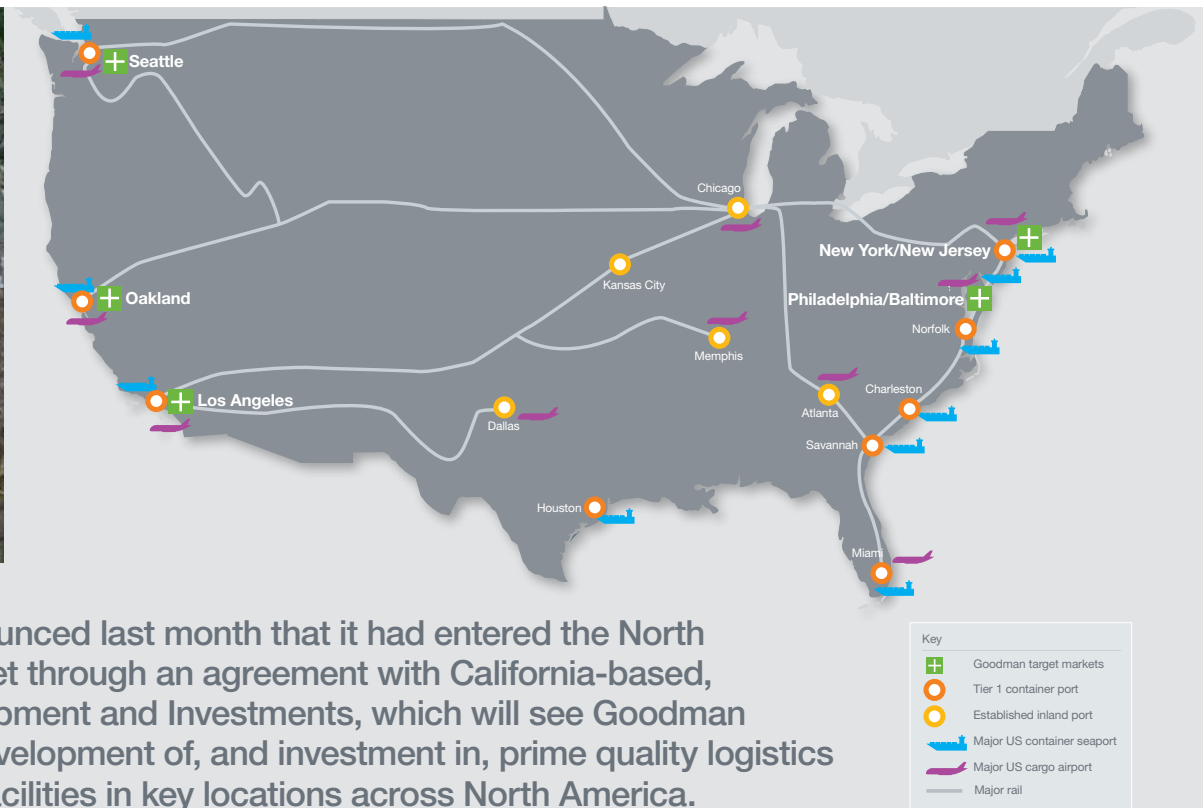 Seattle
Chicago
New York/New Jersey
Kansas City
Oakland
Philadelphia/Baltimore
Norfolk
Memphis
Los Angeles
Charleston
Atlanta
Dallas
Savannah
Houston
Miami
unced last month that it had entered the North
et through an agreement with California-based,
pment and Investments, which will see Goodman
velopment of, and investment in, prime quality logistics
cilities in key locations across North America.
Key
Goodman target markets
Tier 1 container port
Established inland port
Major US container seaport
Major US cargo airport
Major rail